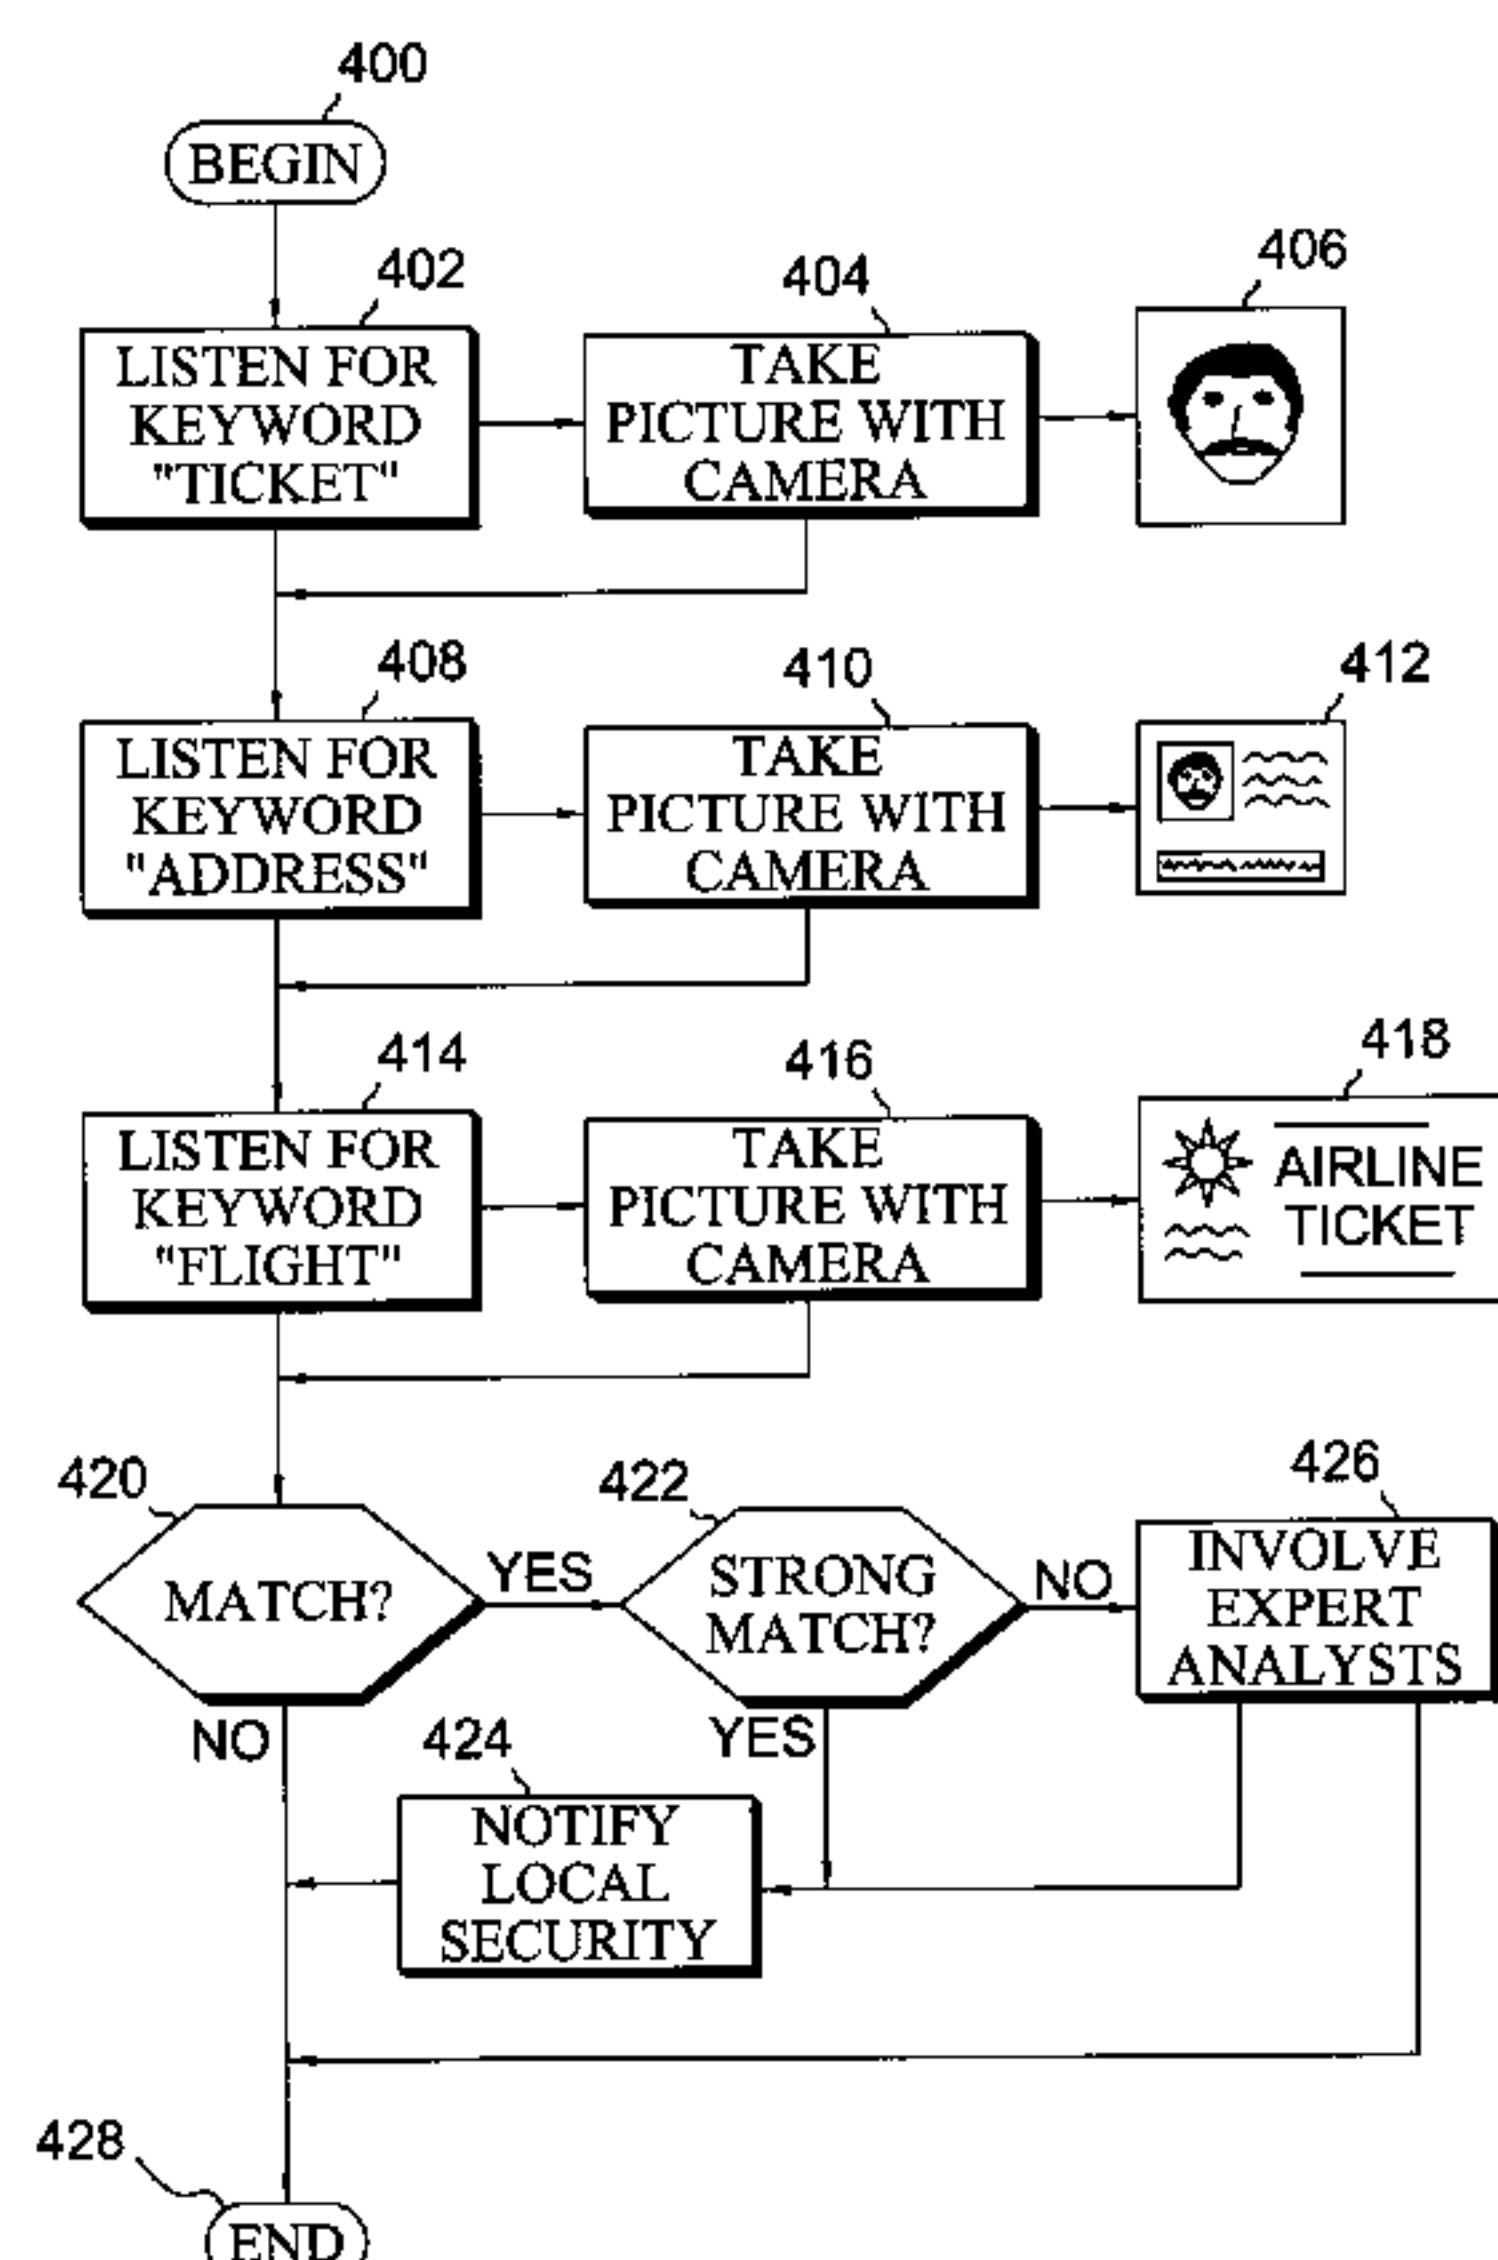 400
BEGIN
402
LISTEN FOR
KEYWORD
"TICKET"
404
TAKE
PICTURE WITH
CAMERA
406
408
LISTEN FOR
KEYWORD
"ADDRESS"
410
TAKE
PICTURE WITH
CAMERA
412
414
LISTEN FOR
KEYWORD
"FLIGHT"
416
TAKE
PICTURE WITH
CAMERA
418
AIRLINE
TICKET
420
MATCH?
YES
NO
422
STRONG
MATCH?
NO
YES
426
INVOLVE
EXPERT
ANALYSTS
424
NOTIFY
LOCAL
SECURITY
428
END